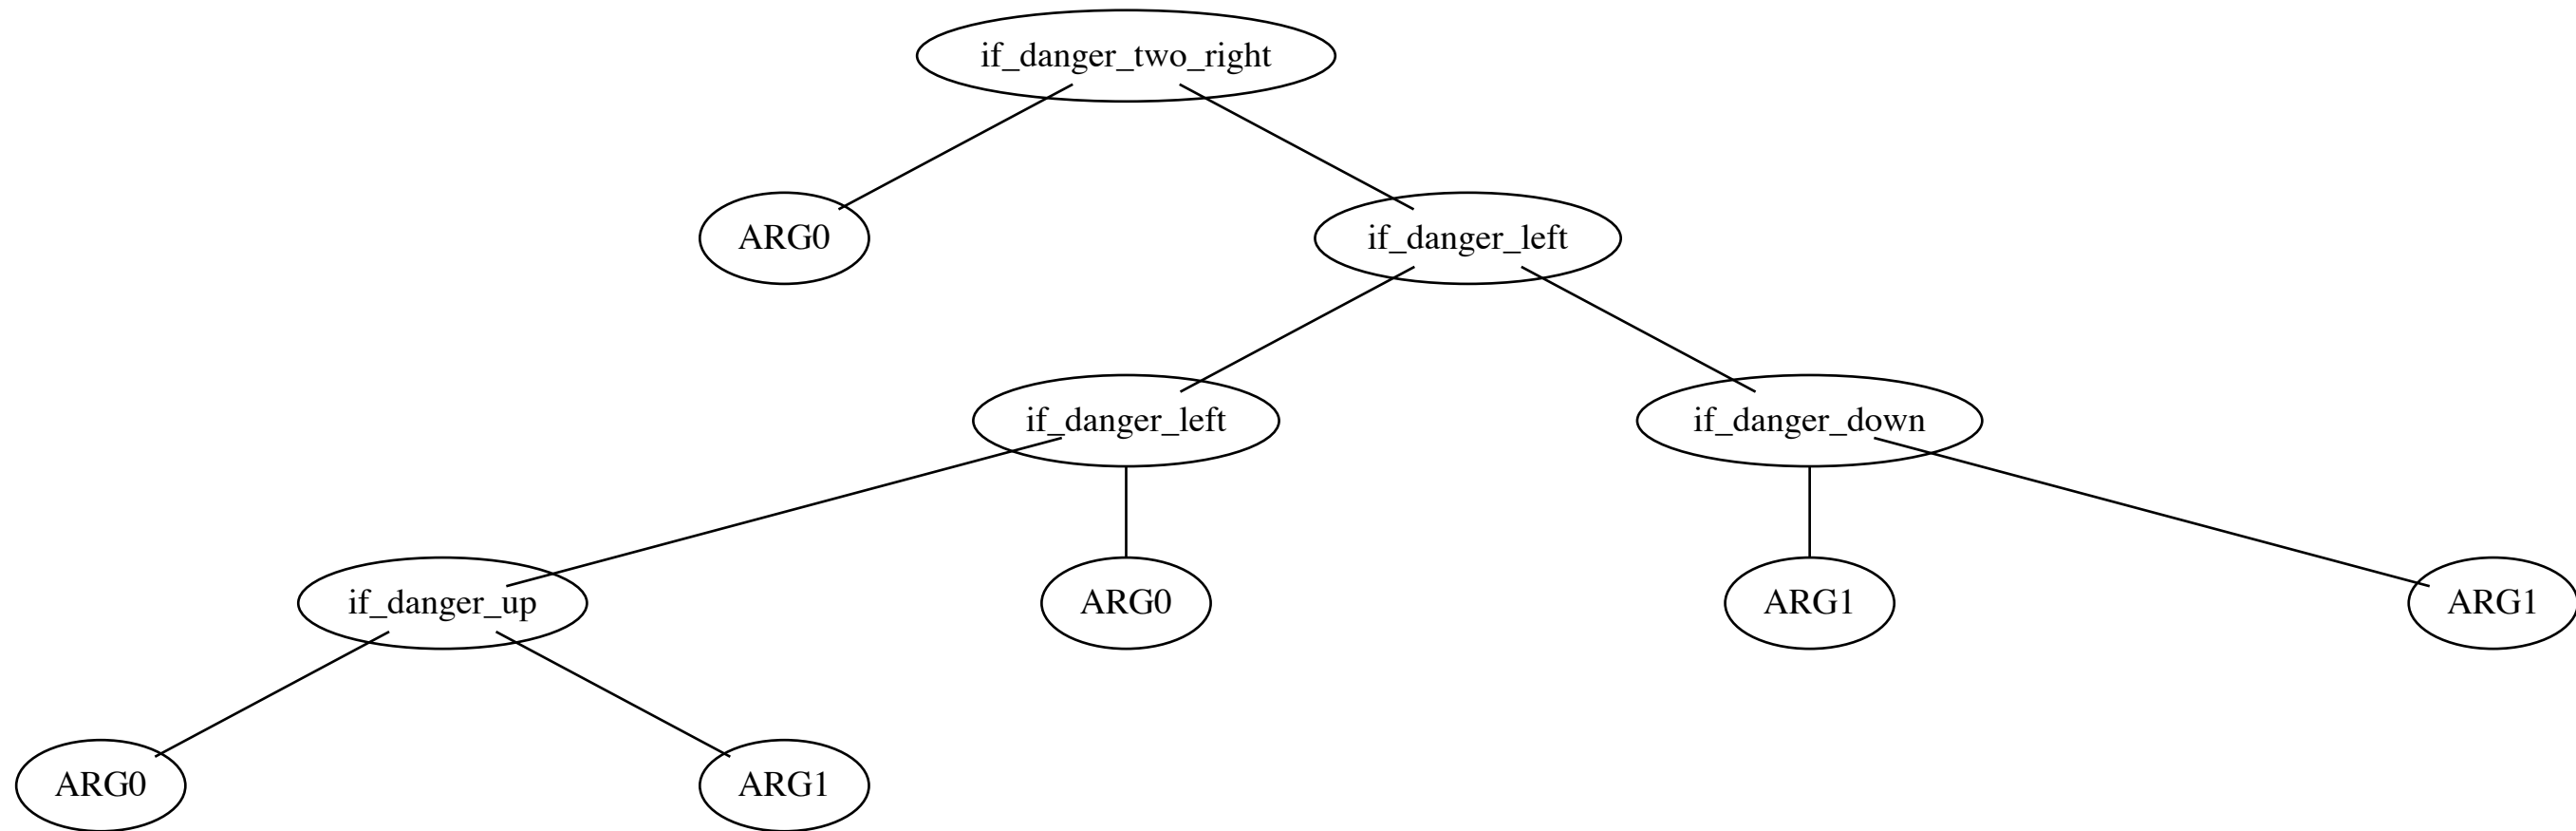 if_danger_two_right
ARG0
if_danger_left
if_danger_left
if_danger_down
if_danger_up
ARG0
ARG1
ARG1
ARG0
ARG1